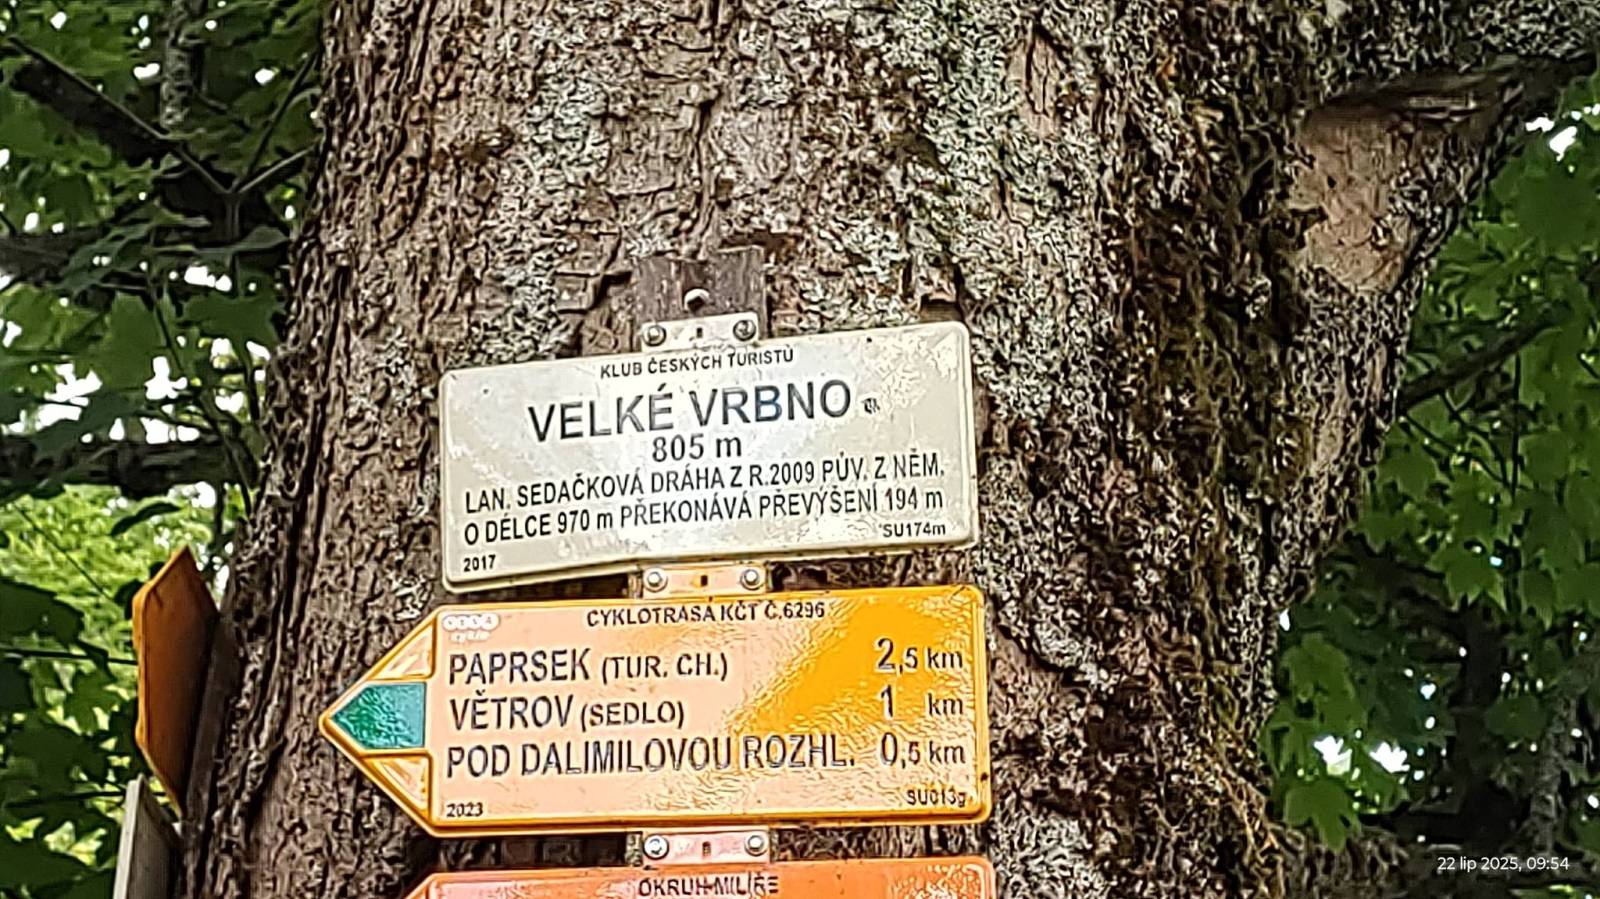 KLUB ČESKÝCH TURISTŮ
VELKÉ VRBNO
805 m
LAN. SEDAČKOVÁ DRÁHA Z R.2009 PŮV. Z NĚM.
O DÉLCE 970 m PŘEKONÁVÁ PŘEVÝŠENÍ 194 m
SU174m
2017
CYKLOTRASA KČT Č.6296
PAPRSEK (TUR. CH.) 2,5 km
VĚTROV (SEDLO) 1 km
POD DALIMILOVOU ROZHL. 0,5 km
2023 SU013g
OKRUH MILÍŘE
22 lip 2025, 09:54